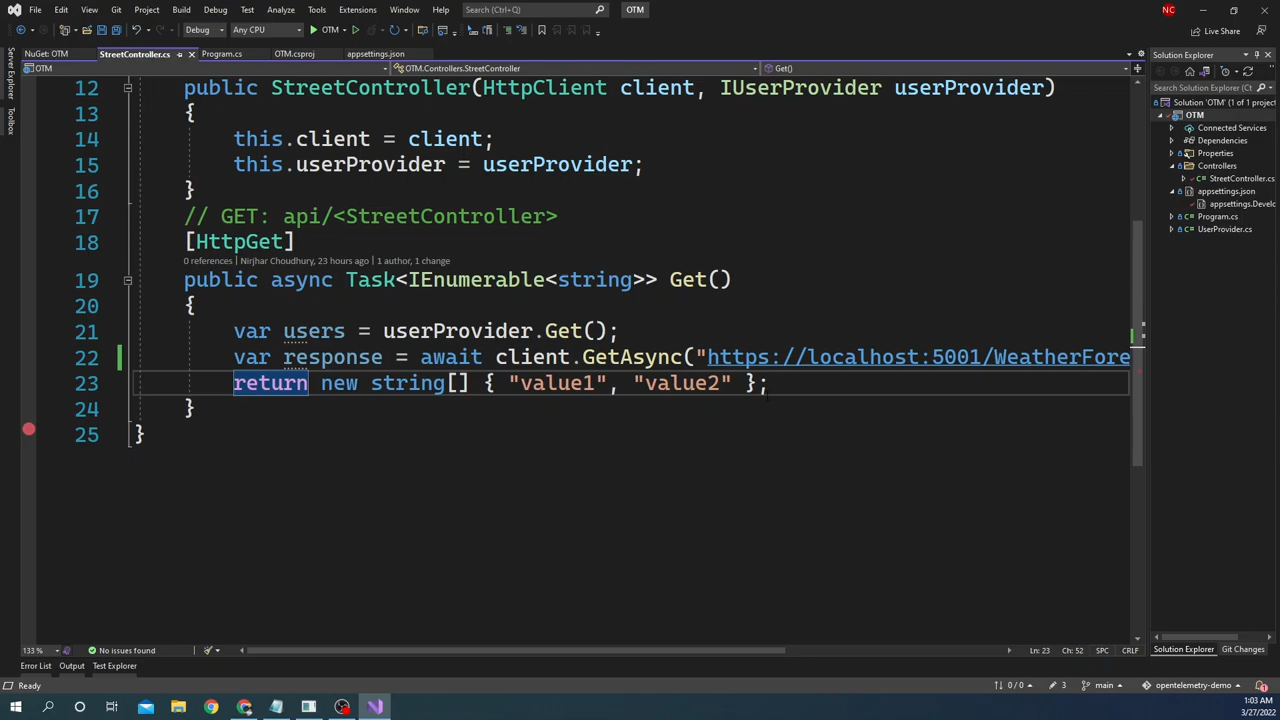 File Edit View Git Project Build Debug Test Analyze Tools Extensions Window Help Search (Ctrl+Q) OTM NC
Debug Any CPU OTM Live Share
NuGet: OTM StreetController.cs Program.cs OTM.csproj appsettings.json
OTM OTM.Controllers.StreetController Get()
Server Explorer
Toolbox
12 public StreetController(HttpClient client, IUserProvider userProvider)
13 {
14 this.client = client;
15 this.userProvider = userProvider;
16 }
17 // GET: api/<StreetController>
18 [HttpGet]
0 references | Nirjhar Choudhury, 23 hours ago | 1 author, 1 change
19 public async Task<IEnumerable<string>> Get()
20 {
21 var users = userProvider.Get();
22 var response = await client.GetAsync("https://localhost:5001/WeatherFore
23 return new string[] { "value1", "value2" };
24 }
25 }
Solution Explorer
Search Solution Explorer (Ct
Solution 'OTM' (1 of 1 project
OTM
Connected Services
Dependencies
Properties
Controllers
StreetController.cs
appsettings.json
appsettings.Develo
Program.cs
UserProvider.cs
133 % No issues found Ln: 23 Ch: 52 SPC CRLF
Solution Explorer Git Changes
Error List Output Test Explorer
Ready 0 / 0 3 main opentelemetry-demo
1:03 AM
3/27/2022